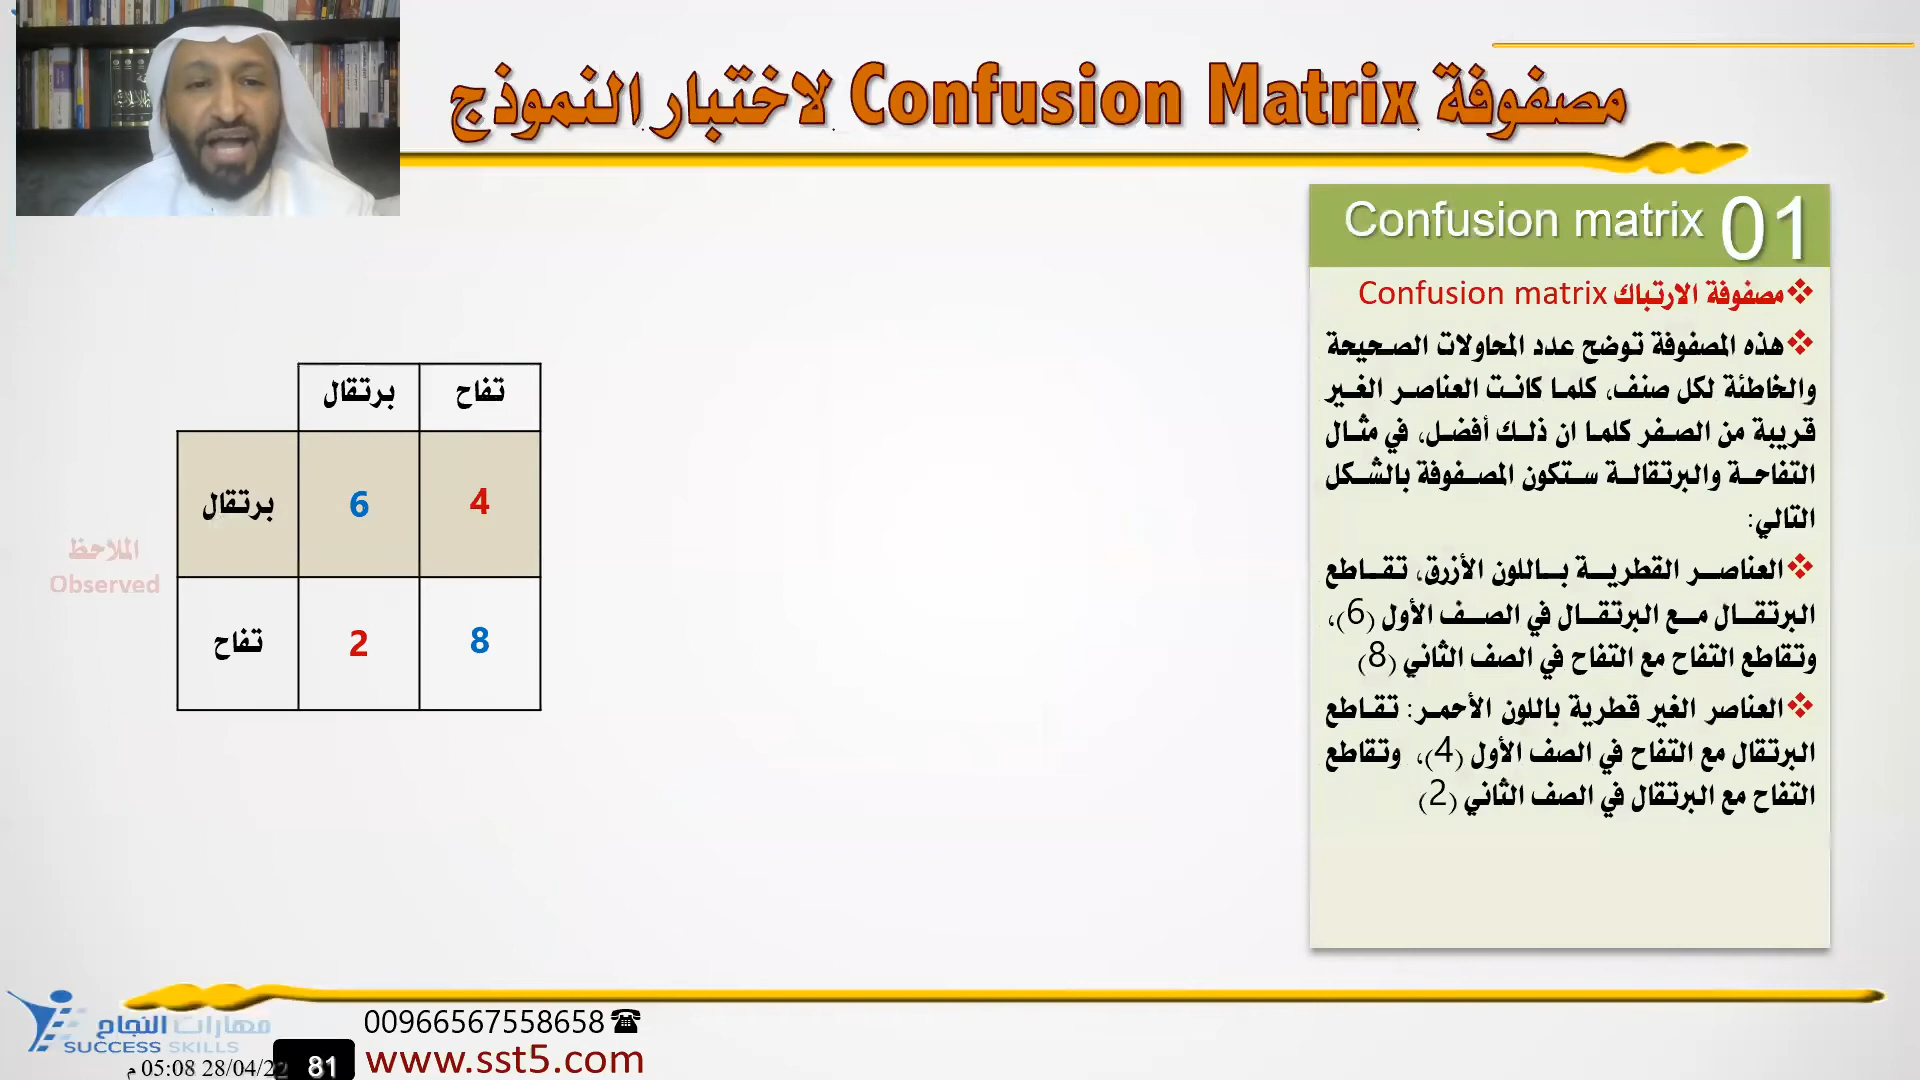 مصفوفة Confusion Matrix لاختبار النموذج
Confusion matrix 01
مصفوفة الارتباك Confusion matrix
هذه المصفوفة توضح عدد المحاولات الصحيحة
والخاطئة لكل صنف، كلما كانت العناصر الغير
قريبة من الصفر كلما ان ذلك أفضل، في مثال
التفاحة والبرتقالة ستكون المصفوفة بالشكل
التالي:
العناصر القطرية باللون الأزرق، تقاطع
البرتقال مع البرتقال في الصف الأول (6)،
وتقاطع التفاح مع التفاح في الصف الثاني (8)
العناصر الغير قطرية باللون الأحمر: تقاطع
البرتقال مع التفاح في الصف الأول (4)، وتقاطع
التفاح مع البرتقال في الصف الثاني (2)
تفاح برتقال
4 6 برتقال
8 2 تفاح
الملاحظ
Observed
مهارات النجاح
SUCCESS SKILLS
00966567558658
www.sst5.com
81
28/04/22 05:08 م